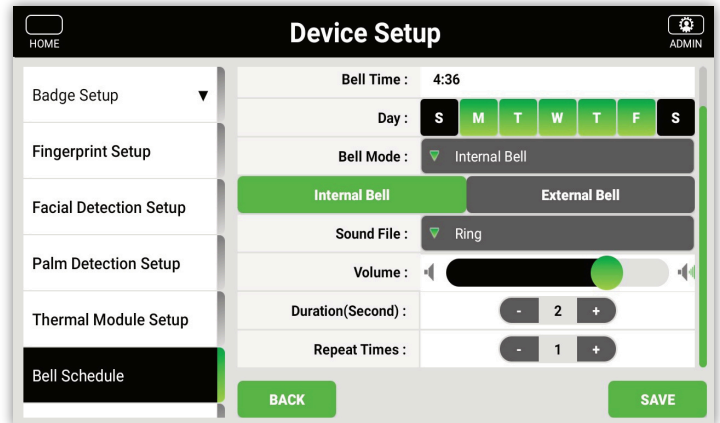 HOME
Device Setup
ADMIN
Badge Setup ▼
Fingerprint Setup
Facial Detection Setup
Palm Detection Setup
Thermal Module Setup
Bell Schedule
Bell Time : 4:36
Day : S M T W T F S
Bell Mode : Internal Bell
Internal Bell External Bell
Sound File : Ring
Volume :
Duration(Second) : - 2 +
Repeat Times : - 1 +
BACK SAVE